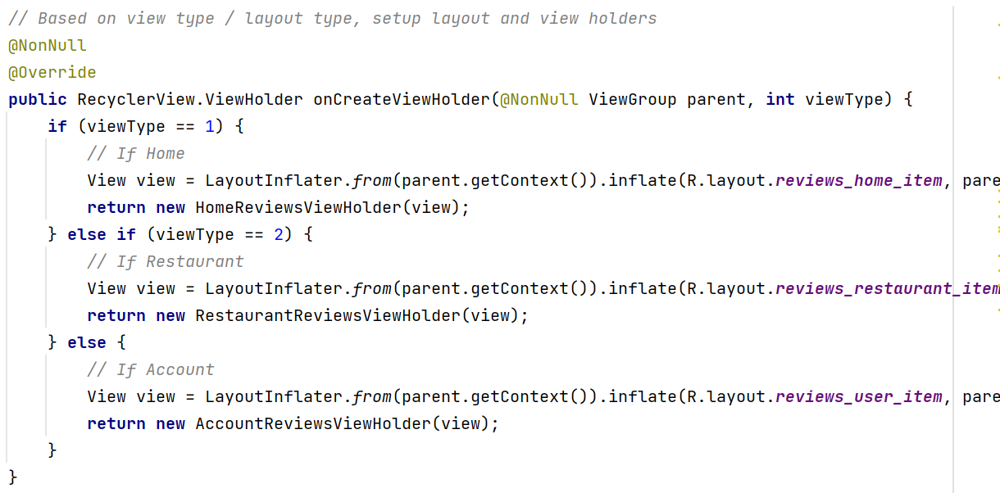 // Based on view type / layout type, setup layout and view holders
@NonNull
@Override
public RecyclerView.ViewHolder onCreateViewHolder(@NonNull ViewGroup parent, int viewType) {
    if (viewType == 1) {
        // If Home
        View view = LayoutInflater.from(parent.getContext()).inflate(R.layout.reviews_home_item, pare
        return new HomeReviewsViewHolder(view);
    } else if (viewType == 2) {
        // If Restaurant
        View view = LayoutInflater.from(parent.getContext()).inflate(R.layout.reviews_restaurant_item
        return new RestaurantReviewsViewHolder(view);
    } else {
        // If Account
        View view = LayoutInflater.from(parent.getContext()).inflate(R.layout.reviews_user_item, pare
        return new AccountReviewsViewHolder(view);
    }
}